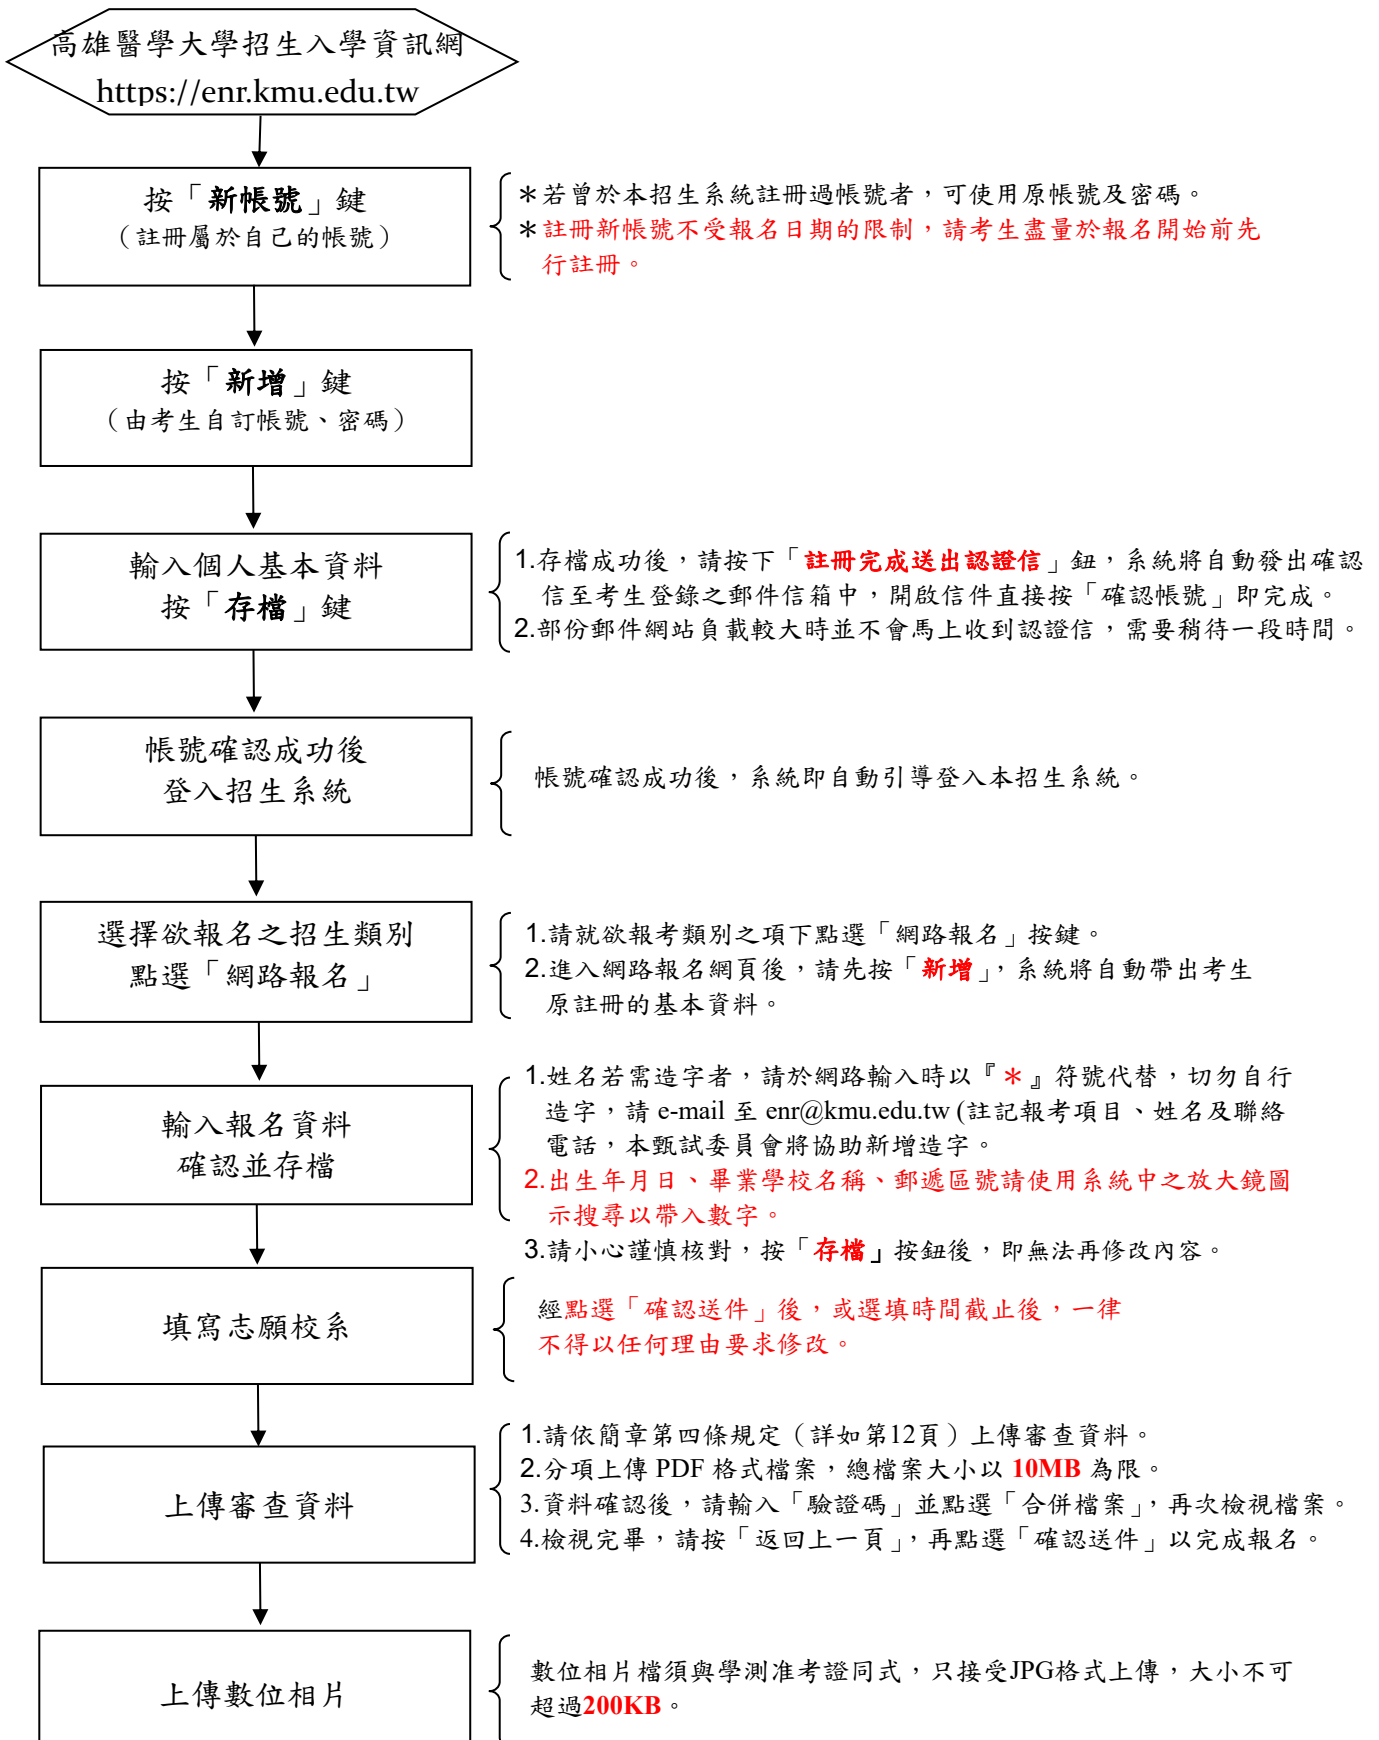 高雄醫學大學招生入學資訊網
https://enr.kmu.edu.tw
按「新帳號」鍵
（註冊屬於自己的帳號）
＊若曾於本招生系統註冊過帳號者，可使用原帳號及密碼。
＊註冊新帳號不受報名日期的限制，請考生盡量於報名開始前先
行註冊。
按「新增」鍵
（由考生自訂帳號、密碼）
輸入個人基本資料
按「存檔」鍵
1.存檔成功後，請按下「註冊完成送出認證信」鈕，系統將自動發出確認
信至考生登錄之郵件信箱中，開啟信件直接按「確認帳號」即完成。
2.部份郵件網站負載較大時並不會馬上收到認證信，需要稍待一段時間。
帳號確認成功後
登入招生系統
帳號確認成功後，系統即自動引導登入本招生系統。
選擇欲報名之招生類別
點選「網路報名」
1.請就欲報考類別之項下點選「網路報名」按鍵。
2.進入網路報名網頁後，請先按「新增」，系統將自動帶出考生
原註冊的基本資料。
輸入報名資料
確認並存檔
1.姓名若需造字者，請於網路輸入時以『＊』符號代替，切勿自行
造字，請 e-mail 至 enr@kmu.edu.tw (註記報考項目、姓名及聯絡
電話，本甄試委員會將協助新增造字。
2.出生年月日、畢業學校名稱、郵遞區號請使用系統中之放大鏡圖
示搜尋以帶入數字。
3.請小心謹慎核對，按「存檔」按鈕後，即無法再修改內容。
填寫志願校系
經點選「確認送件」後，或選填時間截止後，一律
不得以任何理由要求修改。
上傳審查資料
1.請依簡章第四條規定（詳如第12頁）上傳審查資料。
2.分項上傳 PDF 格式檔案，總檔案大小以 10MB 為限。
3.資料確認後，請輸入「驗證碼」並點選「合併檔案」，再次檢視檔案。
4.檢視完畢，請按「返回上一頁」，再點選「確認送件」以完成報名。
上傳數位相片
數位相片檔須與學測准考證同式，只接受JPG格式上傳，大小不可
超過200KB。